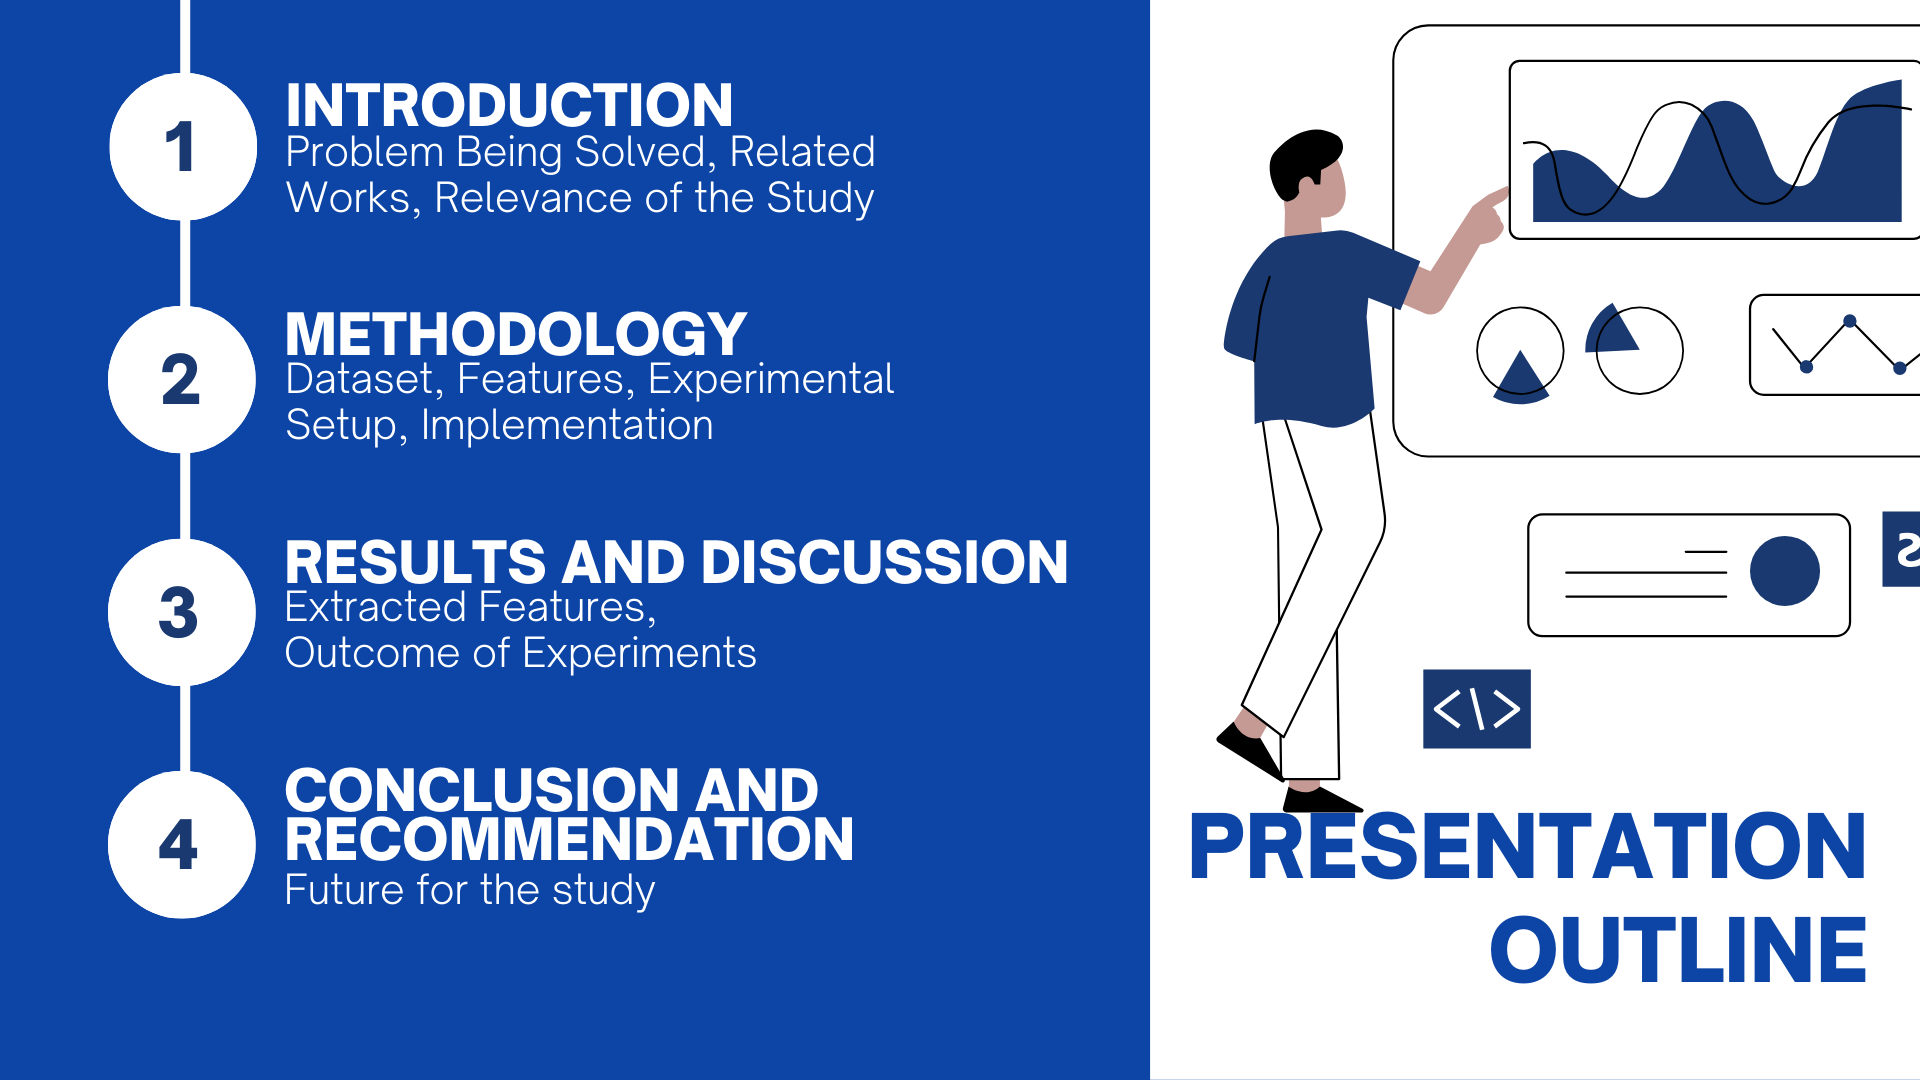 1
INTRODUCTION
Problem Being Solved, Related
Works, Relevance of the Study
2
METHODOLOGY
Dataset, Features, Experimental
Setup, Implementation
3
RESULTS AND DISCUSSION
Extracted Features,
Outcome of Experiments
4
CONCLUSION AND
RECOMMENDATION
Future for the study
<\>
PRESENTATION
OUTLINE